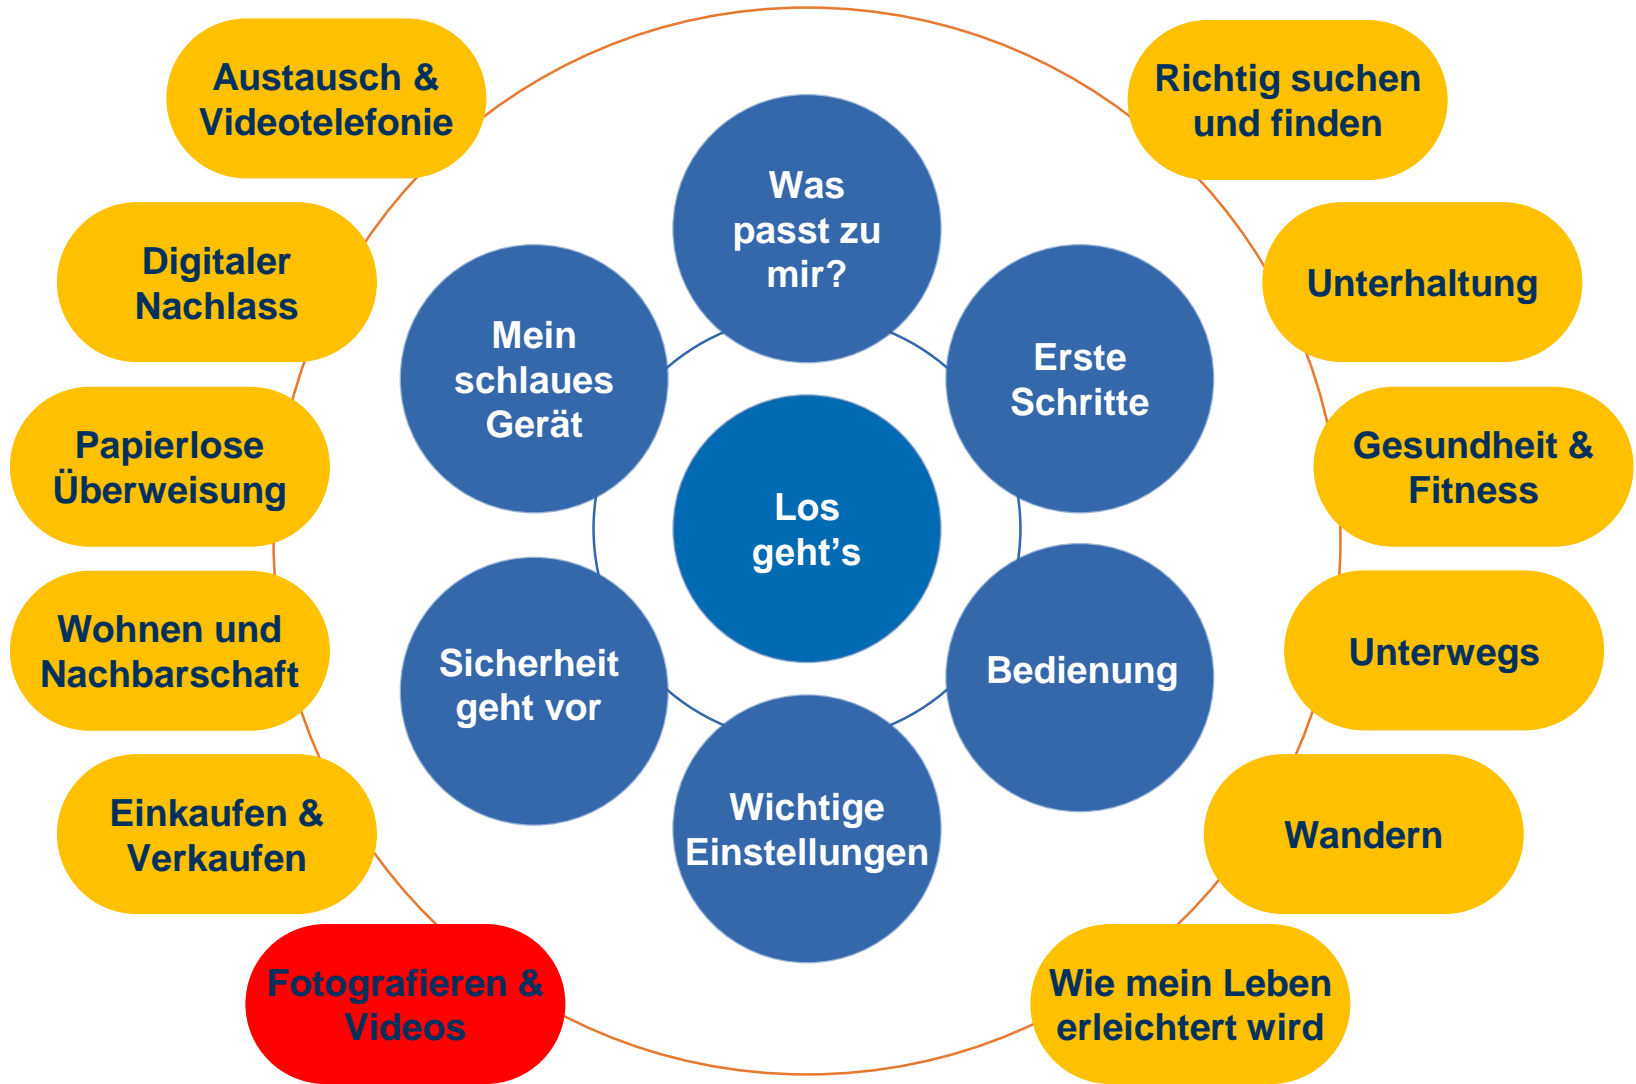 Austausch &
Videotelefonie
Richtig suchen
und finden
Was
passt zu
mir?
Digitaler
Nachlass
Unterhaltung
Mein
schlaues
Gerät
Erste
Schritte
Papierlose
Überweisung
Gesundheit &
Fitness
Los
geht’s
Wohnen und
Nachbarschaft
Unterwegs
Sicherheit
geht vor
Bedienung
Einkaufen &
Verkaufen
Wichtige
Einstellungen
Wandern
Fotografieren &
Videos
Wie mein Leben
erleichtert wird